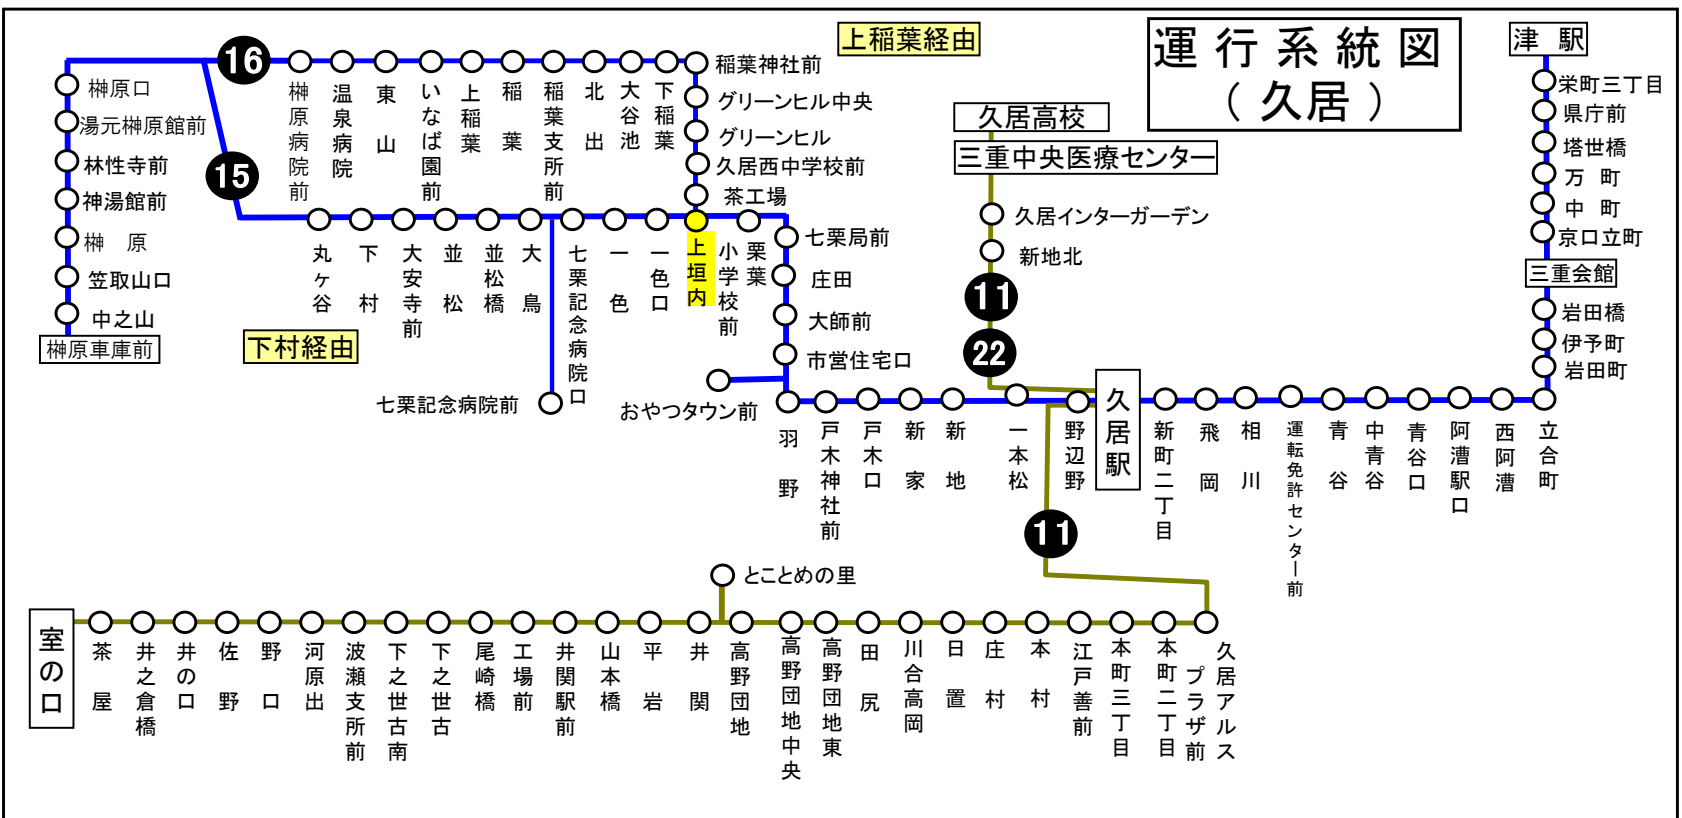 運行系統図
（久居）
上稲葉経由
津駅
栄町三丁目
県庁前
塔世橋
万町
中町
京口立町
三重会館
岩田橋
伊予町
岩田町
立合町
西阿漕
阿漕駅口
青谷口
中青谷
青谷
運転免許センター前
相川
飛岡
新町二丁目
久居駅
久居高校
三重中央医療センター
久居インターガーデン
新地北
11
22
野辺野
一本松
新地
新家
戸木口
戸木神社前
羽野
おやつタウン前
市営住宅口
大師前
庄田
七栗局前
栗葉
小学校前
上垣内
茶工場
久居西中学校前
グリーンヒル
グリーンヒル中央
稲葉神社前
下稲葉
大谷池
北出
稲葉支所前
稲葉
上稲葉
いなば園前
東山
温泉病院
榊原病院前
16
15
榊原口
湯元榊原館前
林性寺前
神湯館前
榊原
笠取山口
中之山
榊原車庫前
下村経由
丸ヶ谷
下村
大安寺前
並松
並松橋
大鳥
七栗記念病院口
一色
一色口
七栗記念病院前
11
とことめの里
室の口
茶屋
井之倉橋
井の口
佐野
野口
河原出
波瀬支所前
下之世古南
下之世古
尾崎橋
工場前
井関駅前
山本橋
平岩
井関
高野団地
高野団地中央
高野団地東
田尻
川合高岡
日置
庄村
本村
江戸善前
本町三丁目
本町二丁目
久居アルス
プラザ前